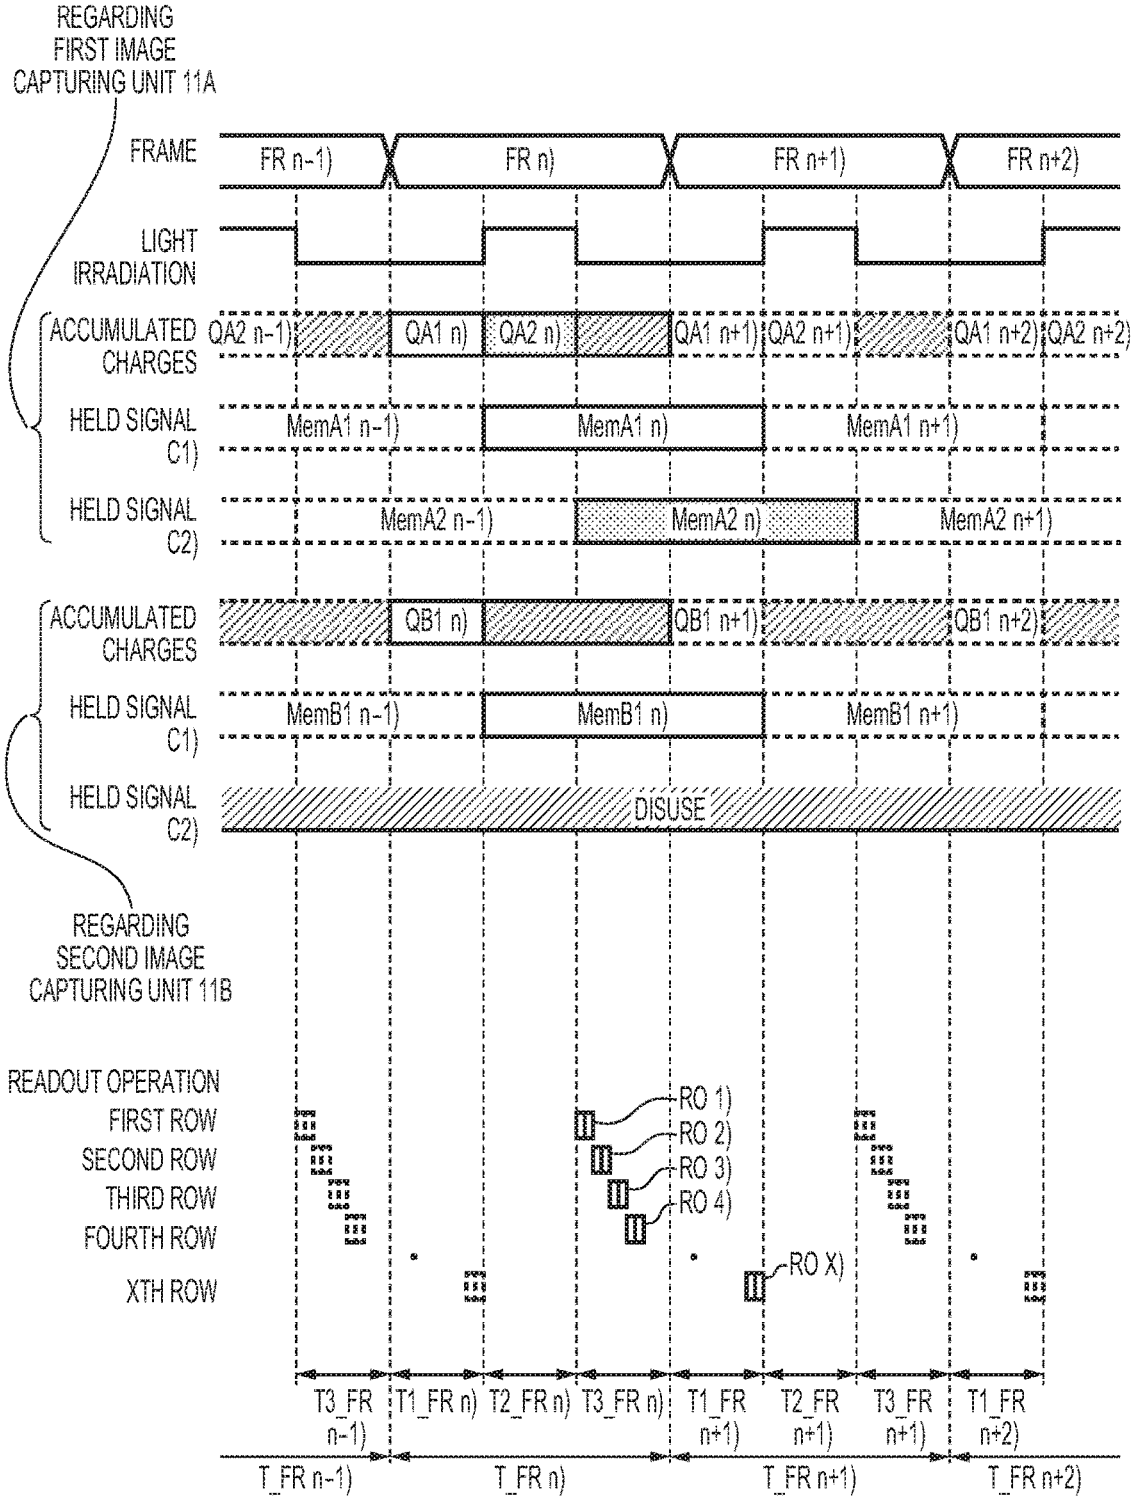 REGARDING
FIRST IMAGE
CAPTURING UNIT 11A
FRAME
FR n-1)
FR n)
FR n+1)
FR n+2)
LIGHT
IRRADIATION
ACCUMULATED
CHARGES
QA2 n-1)
QA1 n)
QA2 n)
QA1 n+1)
QA2 n+1)
QA1 n+2)
QA2 n+2)
HELD SIGNAL
C1)
MemA1 n-1)
MemA1 n)
MemA1 n+1)
HELD SIGNAL
C2)
MemA2 n-1)
MemA2 n)
MemA2 n+1)
ACCUMULATED
CHARGES
QB1 n)
QB1 n+1)
QB1 n+2)
HELD SIGNAL
C1)
MemB1 n-1)
MemB1 n)
MemB1 n+1)
HELD SIGNAL
C2)
DISUSE
REGARDING
SECOND IMAGE
CAPTURING UNIT 11B
READOUT OPERATION
FIRST ROW
SECOND ROW
THIRD ROW
FOURTH ROW
XTH ROW
RO 1)
RO 2)
RO 3)
RO 4)
RO X)
T3_FR
n-1)
T1_FR n)
T2_FR n)
T3_FR n)
T1_FR
n+1)
T2_FR
n+1)
T3_FR
n+1)
T1_FR
n+2)
T_FR n-1)
T_FR n)
T_FR n+1)
T_FR n+2)